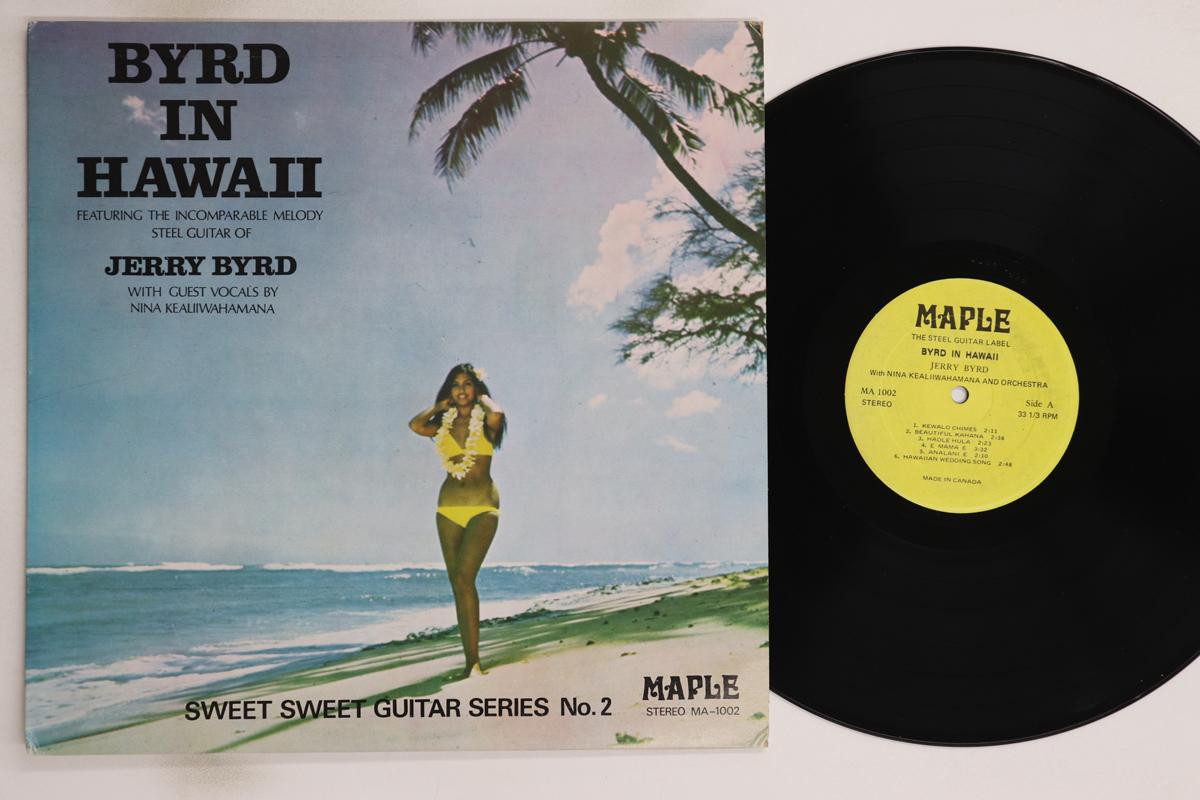 BYRD
IN
HAWAII
FEATURING THE INCOMPARABLE MELODY
STEEL GUITAR OF
JERRY BYRD
WITH GUEST VOCALS BY
NINA KEALIIWAHAMANA
SWEET SWEET GUITAR SERIES No. 2
MAPLE
STEREO MA-1002
MAPLE
THE STEEL GUITAR LABEL
BYRD IN HAWAII
JERRY BYRD
With NINA KEALIIWAHAMANA AND ORCHESTRA
MA 1002
STEREO
Side A
33 1/3 RPM
1. KEWALO CHIMES 2:11
2. BEAUTIFUL KAHANA 2:38
3. HAOLE HULA 2:23
4. E MAMA E 3:32
5. ANALANI E 2:10
6. HAWAIIAN WEDDING SONG 2:48
MADE IN CANADA